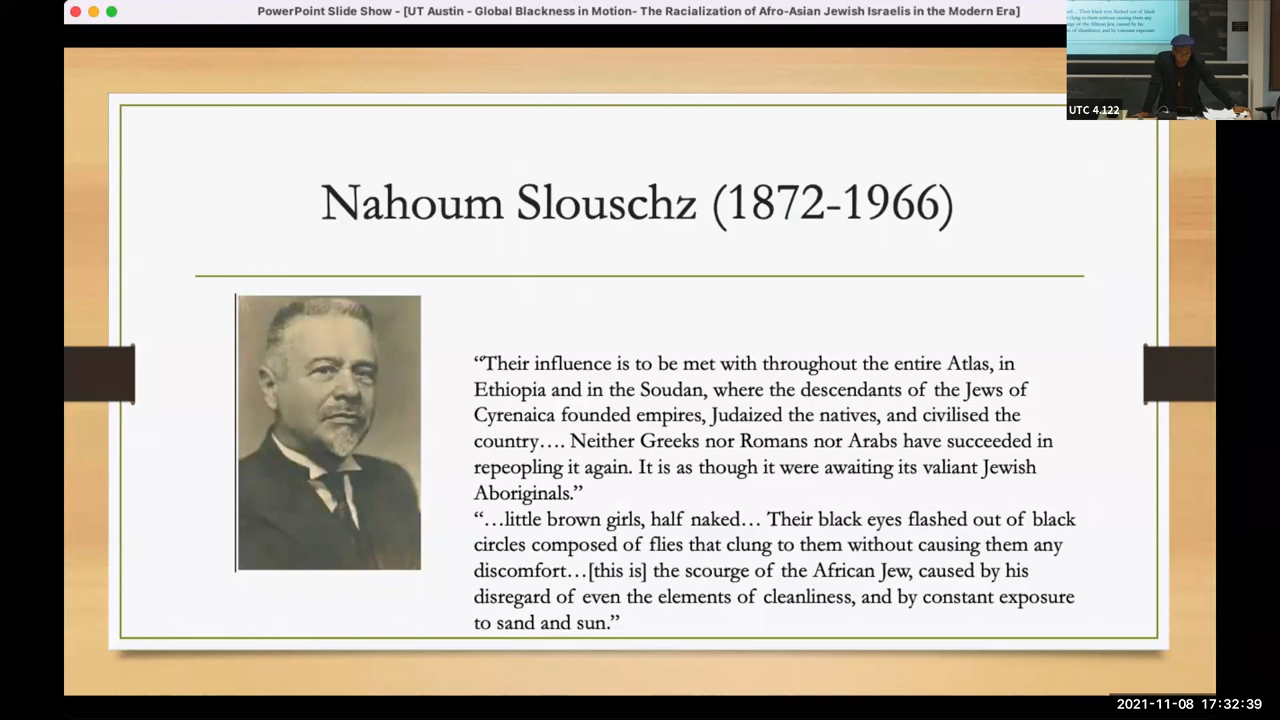 PowerPoint Slide Show - [UT Austin - Global Blackness in Motion- The Racialization of Afro-Asian Jewish Israelis in the Modern Era]
UTC 4.122
Nahoum Slouschz (1872-1966)
“Their influence is to be met with throughout the entire Atlas, in
Ethiopia and in the Soudan, where the descendants of the Jews of
Cyrenaica founded empires, Judaized the natives, and civilised the
country…. Neither Greeks nor Romans nor Arabs have succeeded in
repeopling it again. It is as though it were awaiting its valiant Jewish
Aboriginals.”
“…little brown girls, half naked… Their black eyes flashed out of black
circles composed of flies that clung to them without causing them any
discomfort…[this is] the scourge of the African Jew, caused by his
disregard of even the elements of cleanliness, and by constant exposure
to sand and sun.”
2021-11-08 17:32:39